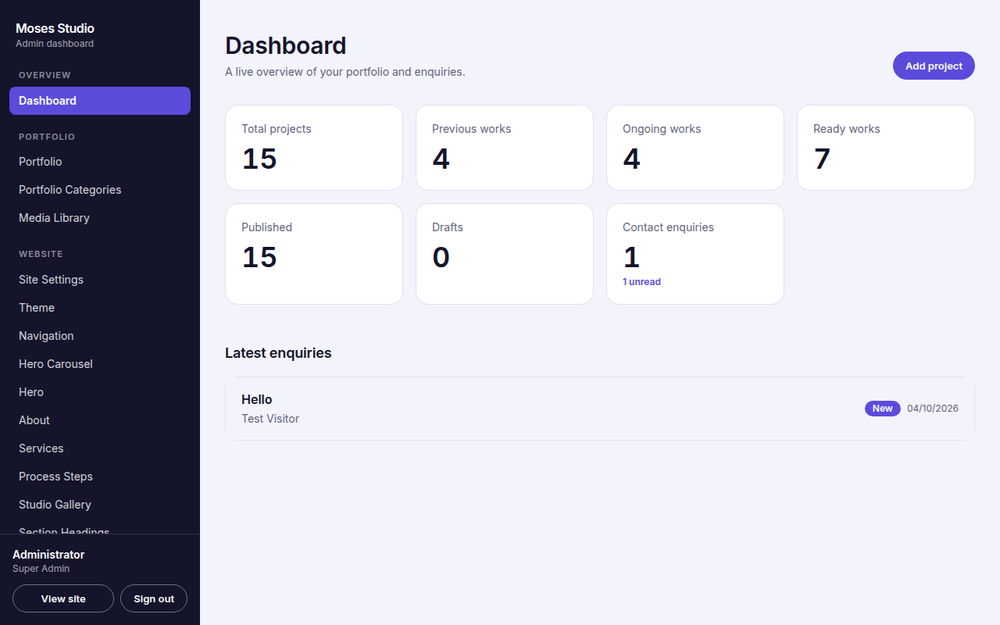 Moses Studio
Admin dashboard
OVERVIEW
Dashboard
PORTFOLIO
Portfolio
Portfolio Categories
Media Library
WEBSITE
Site Settings
Theme
Navigation
Hero Carousel
Hero
About
Services
Process Steps
Studio Gallery
Section Headings
Administrator
Super Admin
View site
Sign out
Dashboard
A live overview of your portfolio and enquiries.
Add project
Total projects
15
Previous works
4
Ongoing works
4
Ready works
7
Published
15
Drafts
0
Contact enquiries
1
1 unread
Latest enquiries
Hello
Test Visitor
New
04/10/2026